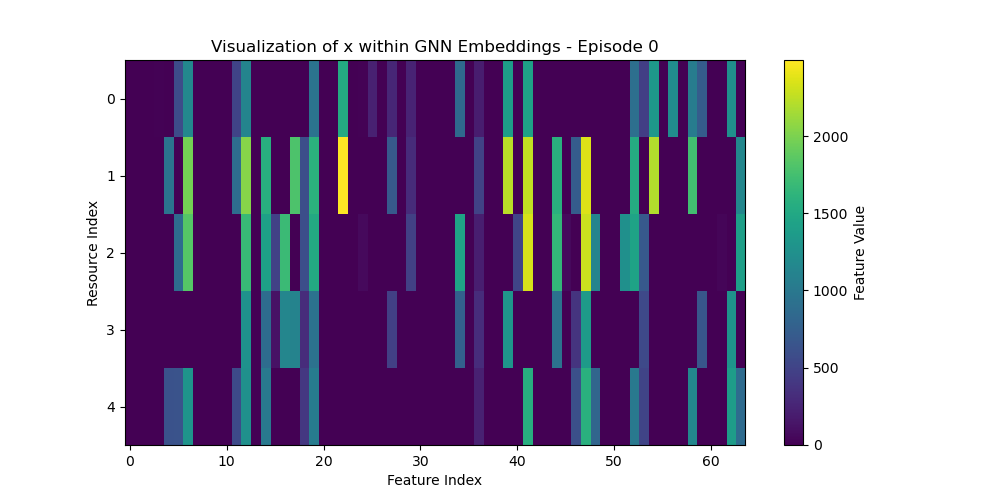 Visualization of x within GNN Embeddings - Episode 0
Resource Index
0
1
2
3
4
0 10 20 30 40 50 60
Feature Index
2000
1500
1000
500
0
Feature Value